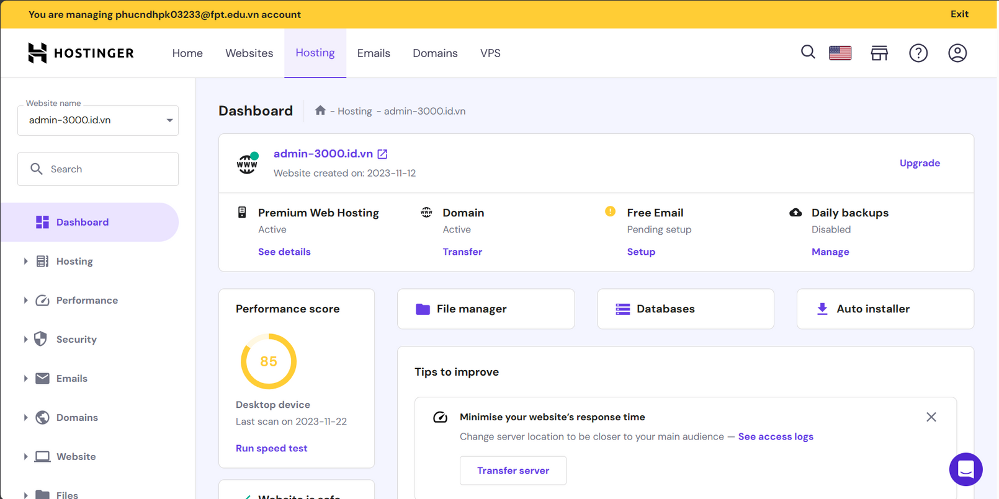 You are managing phucndhpk03233@fpt.edu.vn account
Exit
HOSTINGER
Home
Websites
Hosting
Emails
Domains
VPS
Website name
admin-3000.id.vn
Search
Dashboard
Hosting
Performance
Security
Emails
Domains
Website
Files
Dashboard
- Hosting - admin-3000.id.vn
www
admin-3000.id.vn
Website created on: 2023-11-12
Upgrade
Premium Web Hosting
Active
See details
www
Domain
Active
Transfer
Free Email
Pending setup
Setup
Daily backups
Disabled
Manage
Performance score
85
Desktop device
Last scan on 2023-11-22
Run speed test
Website is safe
File manager
Databases
Auto installer
Tips to improve
Minimise your website's response time
Change server location to be closer to your main audience — See access logs
Transfer server